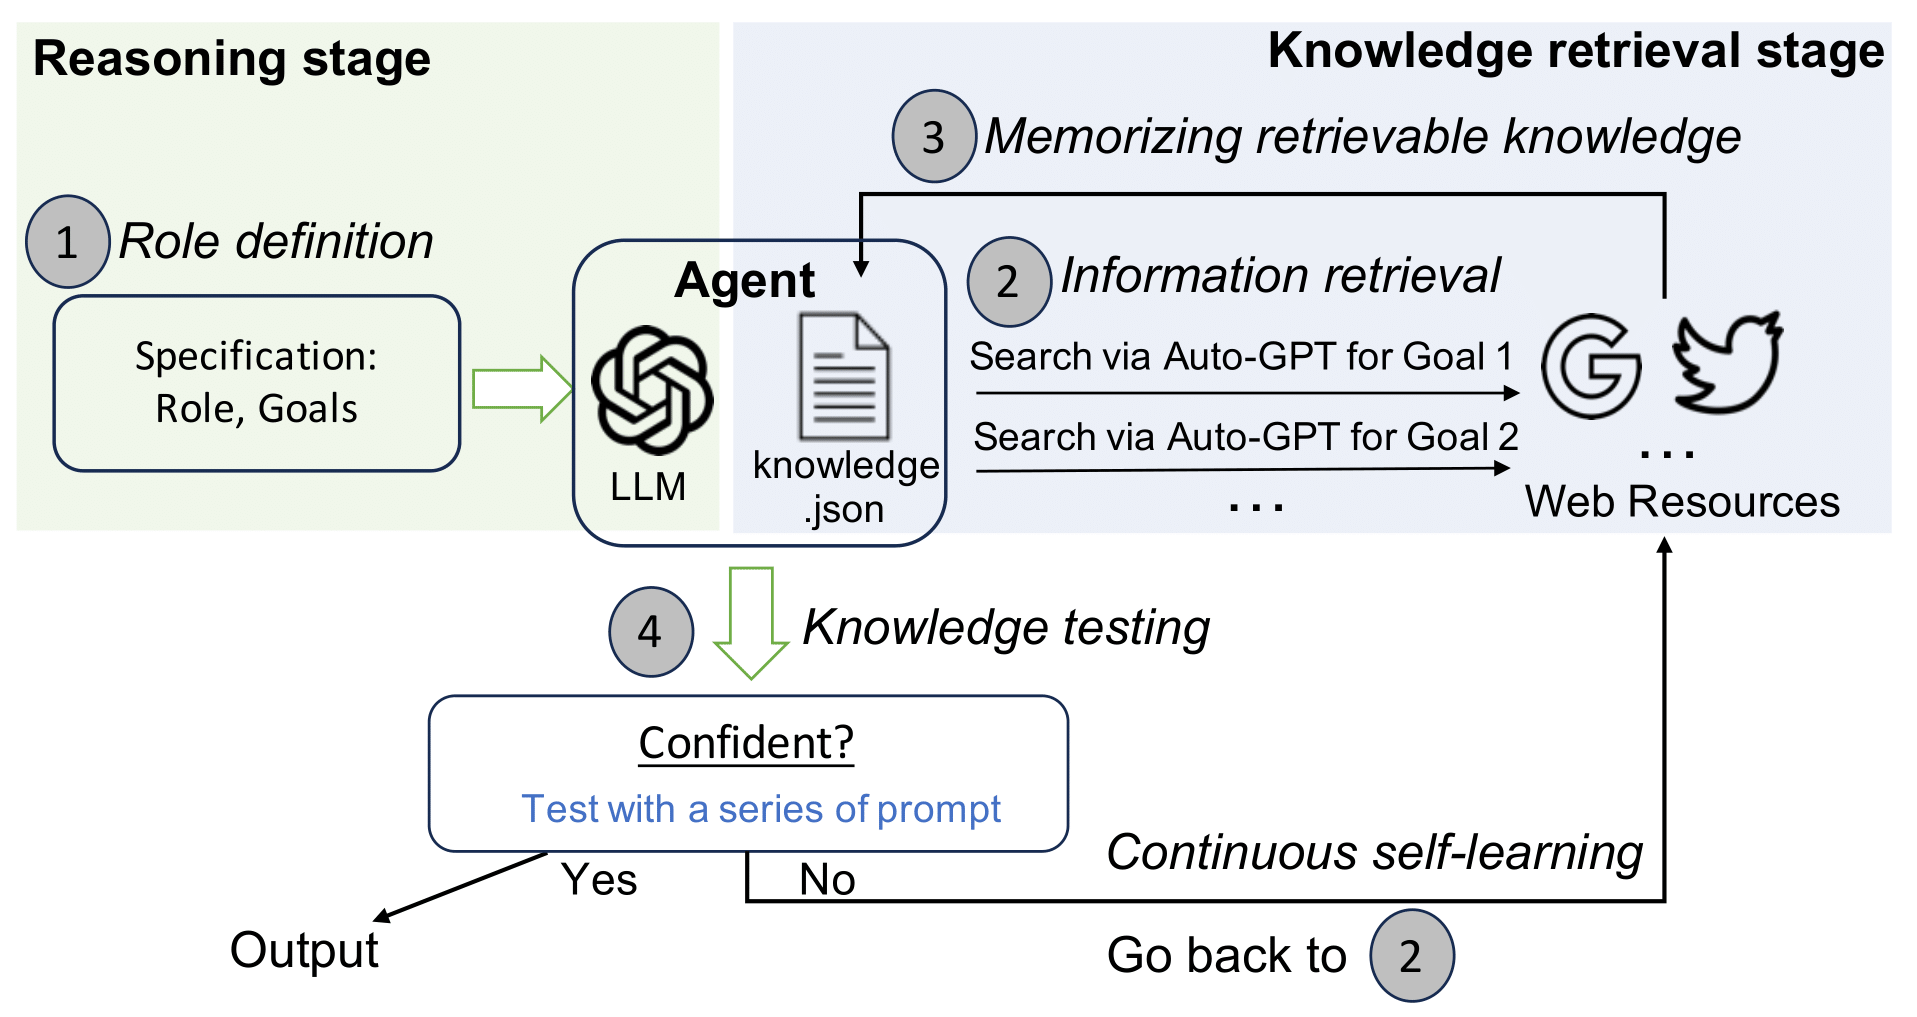 Reasoning stage
Knowledge retrieval stage
3 Memorizing retrievable knowledge
1 Role definition
Specification:
Role, Goals
Agent
LLM
knowledge
.json
2 Information retrieval
Search via Auto-GPT for Goal 1
Search via Auto-GPT for Goal 2
...
...
Web Resources
4 Knowledge testing
Confident?
Test with a series of prompt
Yes
No
Continuous self-learning
Output
Go back to 2